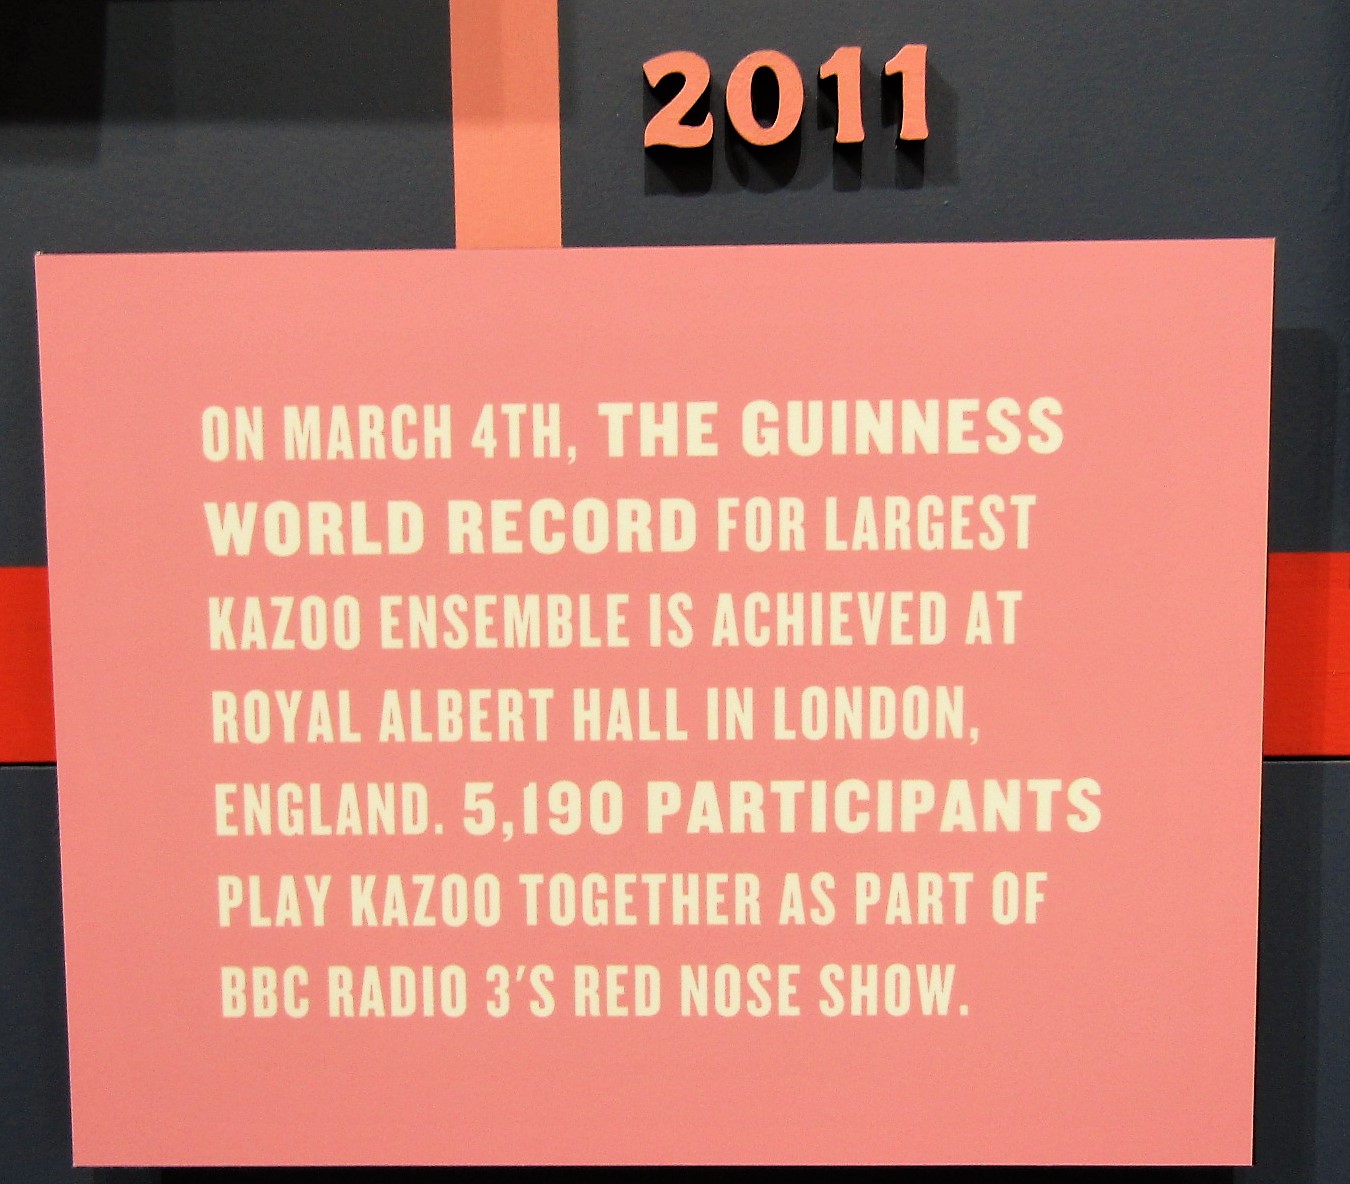 2011
ON MARCH 4TH, THE GUINNESS
WORLD RECORD FOR LARGEST
KAZOO ENSEMBLE IS ACHIEVED AT
ROYAL ALBERT HALL IN LONDON,
ENGLAND. 5,190 PARTICIPANTS
PLAY KAZOO TOGETHER AS PART OF
BBC RADIO 3'S RED NOSE SHOW.